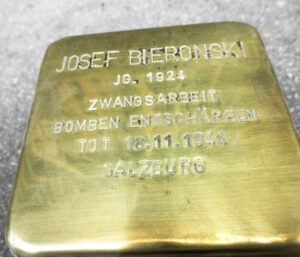 JOSEF BIERONSKI
JG. 1924
ZWANGSARBEIT
BOMBEN ENTSCHÄRFEN
TOT 18.11.1944
SALZBURG